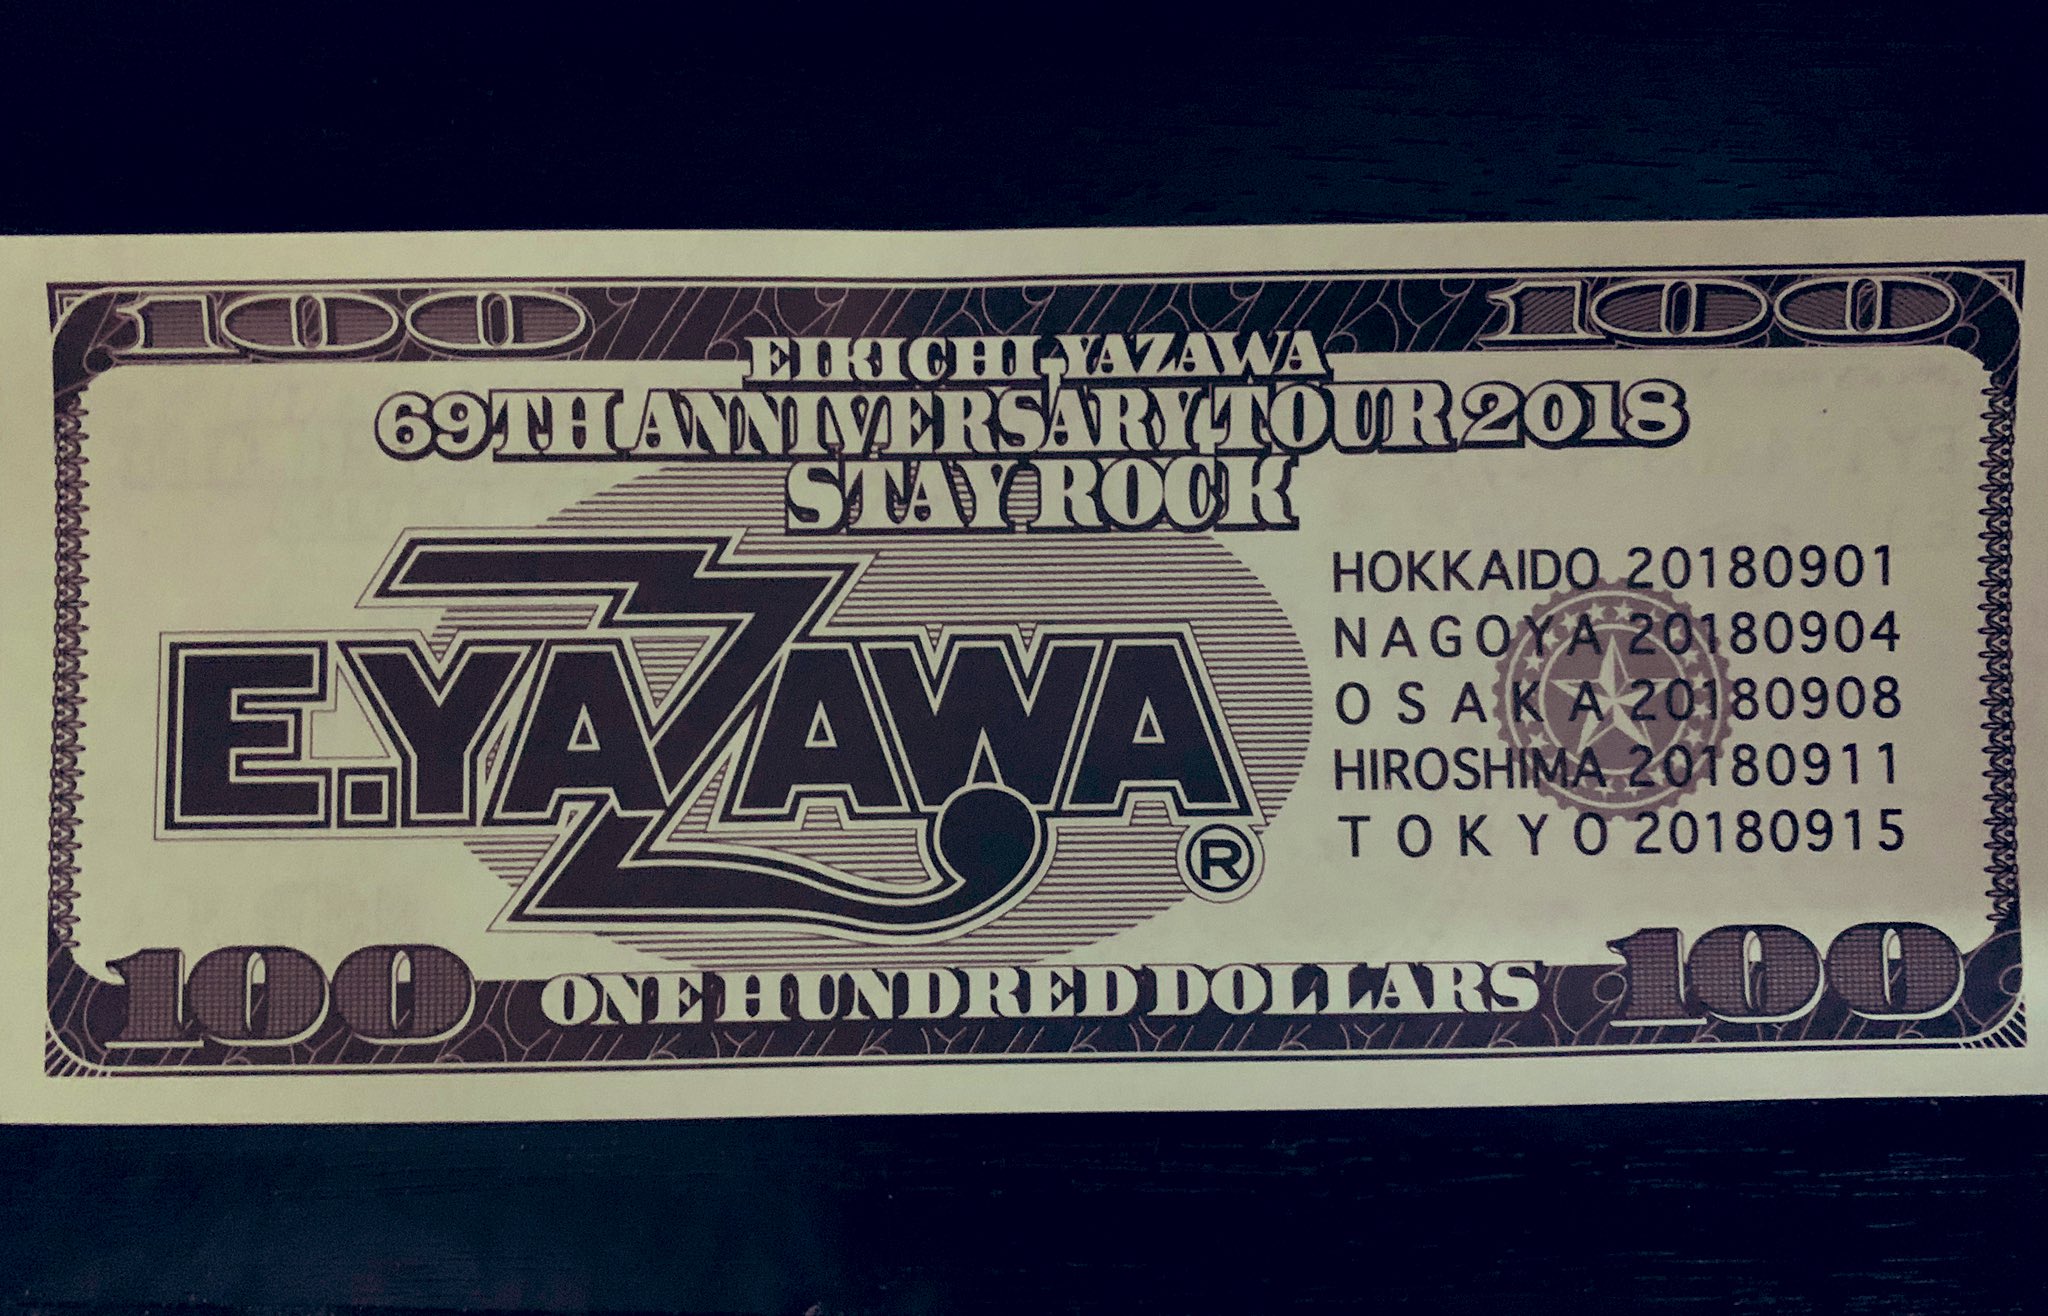 100 100
EIKICHI YAZAWA
69TH ANNIVERSARY TOUR 2018
STAY ROCK
E.YAZAWA®
HOKKAIDO 20180901
NAGOYA 20180904
OSAKA 20180908
HIROSHIMA 20180911
TOKYO 20180915
100 ONE HUNDRED DOLLARS 100